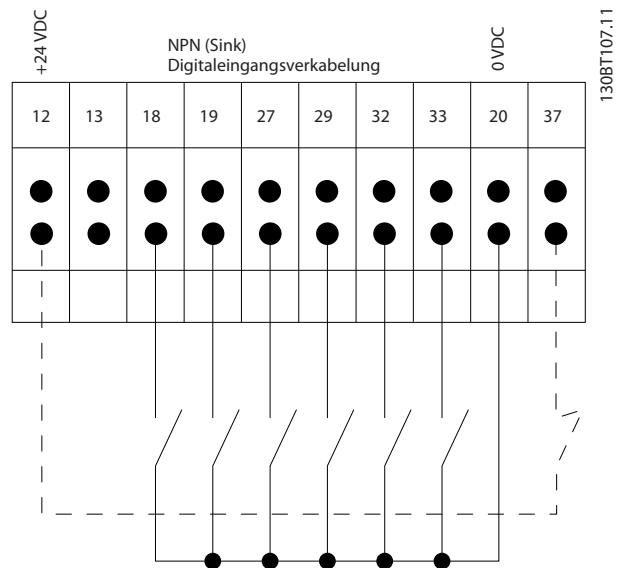 +24 VDC
NPN (Sink)
Digitaleingangsverkabelung
0 VDC
130BT107.11
12 13 18 19 27 29 32 33 20 37